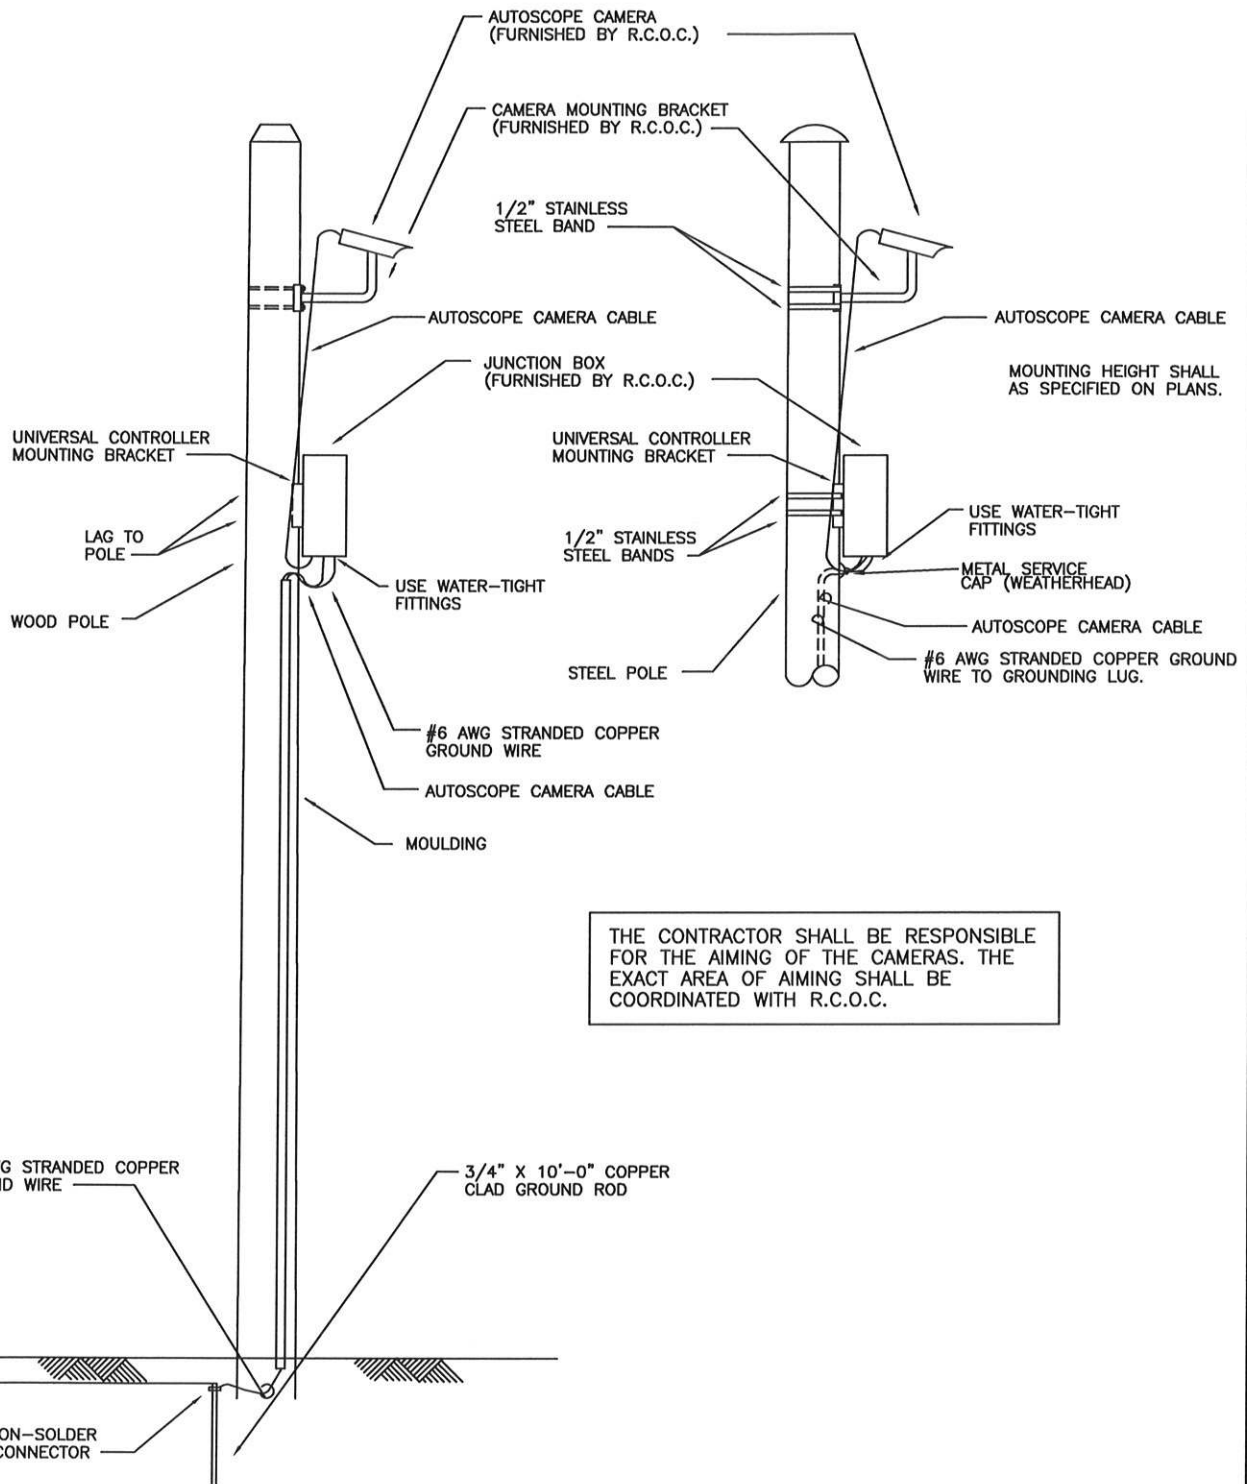 AUTOSCOPE CAMERA
(FURNISHED BY R.C.O.C.)
CAMERA MOUNTING BRACKET
(FURNISHED BY R.C.O.C.)
1/2" STAINLESS
STEEL BAND
AUTOSCOPE CAMERA CABLE
AUTOSCOPE CAMERA CABLE
JUNCTION BOX
(FURNISHED BY R.C.O.C.)
MOUNTING HEIGHT SHALL
AS SPECIFIED ON PLANS.
UNIVERSAL CONTROLLER
MOUNTING BRACKET
UNIVERSAL CONTROLLER
MOUNTING BRACKET
LAG TO
POLE
1/2" STAINLESS
STEEL BANDS
USE WATER-TIGHT
FITTINGS
METAL SERVICE
CAP (WEATHERHEAD)
USE WATER-TIGHT
FITTINGS
WOOD POLE
AUTOSCOPE CAMERA CABLE
STEEL POLE
#6 AWG STRANDED COPPER GROUND
WIRE TO GROUNDING LUG.
#6 AWG STRANDED COPPER
GROUND WIRE
AUTOSCOPE CAMERA CABLE
MOULDING
THE CONTRACTOR SHALL BE RESPONSIBLE
FOR THE AIMING OF THE CAMERAS. THE
EXACT AREA OF AIMING SHALL BE
COORDINATED WITH R.C.O.C.
G STRANDED COPPER
ND WIRE
3/4" X 10'-0" COPPER
CLAD GROUND ROD
ON-SOLDER
CONNECTOR